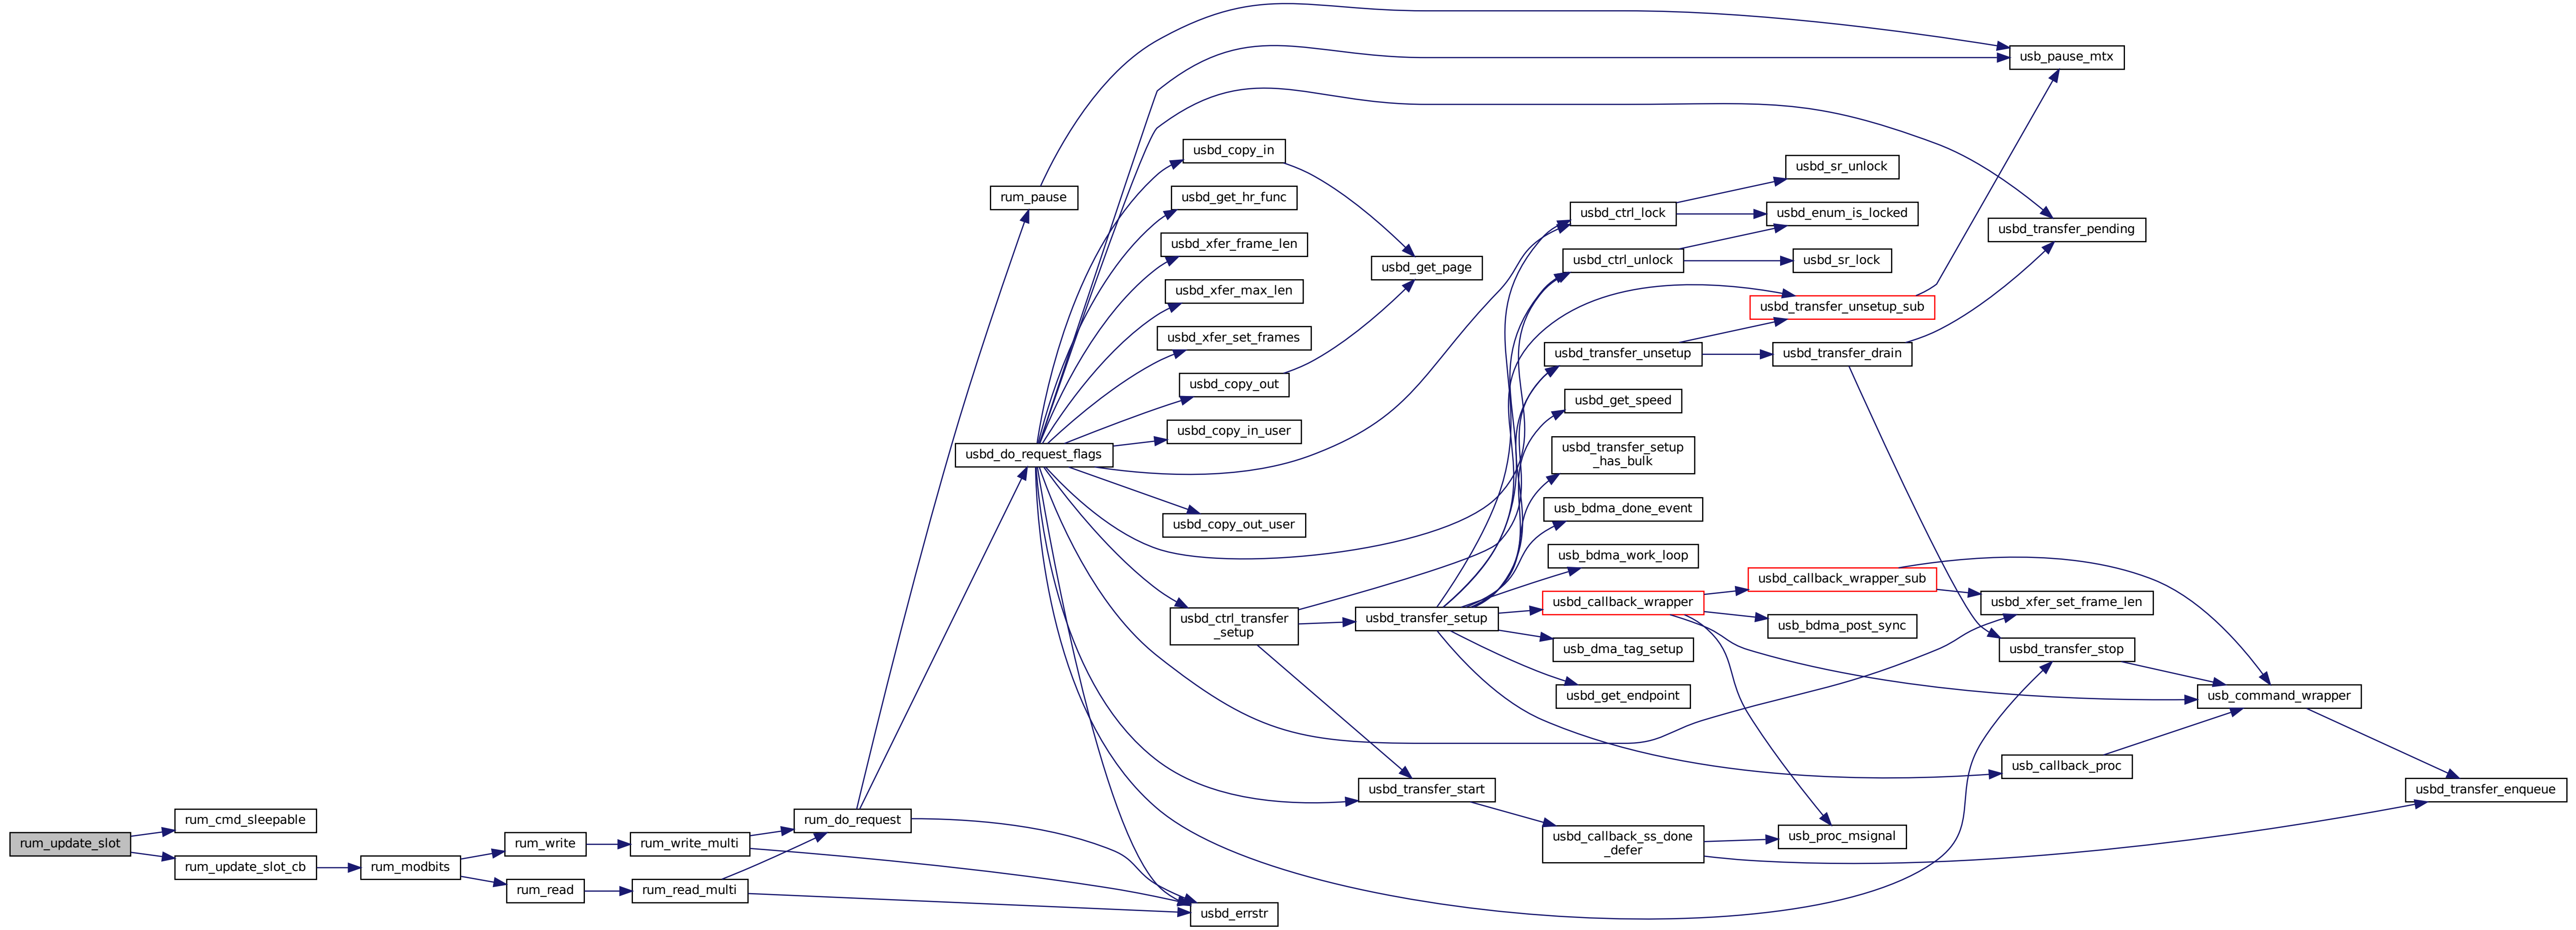 rum_update_slot
rum_cmd_sleepable
rum_update_slot_cb
rum_modbits
rum_write
rum_read
rum_write_multi
rum_read_multi
rum_do_request
rum_pause
usbd_do_request_flags
usbd_copy_in
usbd_get_hr_func
usbd_xfer_frame_len
usbd_xfer_max_len
usbd_xfer_set_frames
usbd_copy_out
usbd_copy_in_user
usbd_copy_out_user
usbd_ctrl_transfer
_setup
usbd_errstr
usbd_get_page
usbd_transfer_setup
usbd_transfer_start
usbd_ctrl_lock
usbd_ctrl_unlock
usbd_transfer_unsetup
usbd_get_speed
usbd_transfer_setup
_has_bulk
usb_bdma_done_event
usb_bdma_work_loop
usbd_callback_wrapper
usb_dma_tag_setup
usbd_get_endpoint
usbd_callback_ss_done
_defer
usbd_sr_unlock
usbd_enum_is_locked
usbd_sr_lock
usbd_transfer_unsetup_sub
usbd_transfer_drain
usbd_callback_wrapper_sub
usb_bdma_post_sync
usb_proc_msignal
usb_pause_mtx
usbd_transfer_pending
usbd_xfer_set_frame_len
usbd_transfer_stop
usb_callback_proc
usb_command_wrapper
usbd_transfer_enqueue